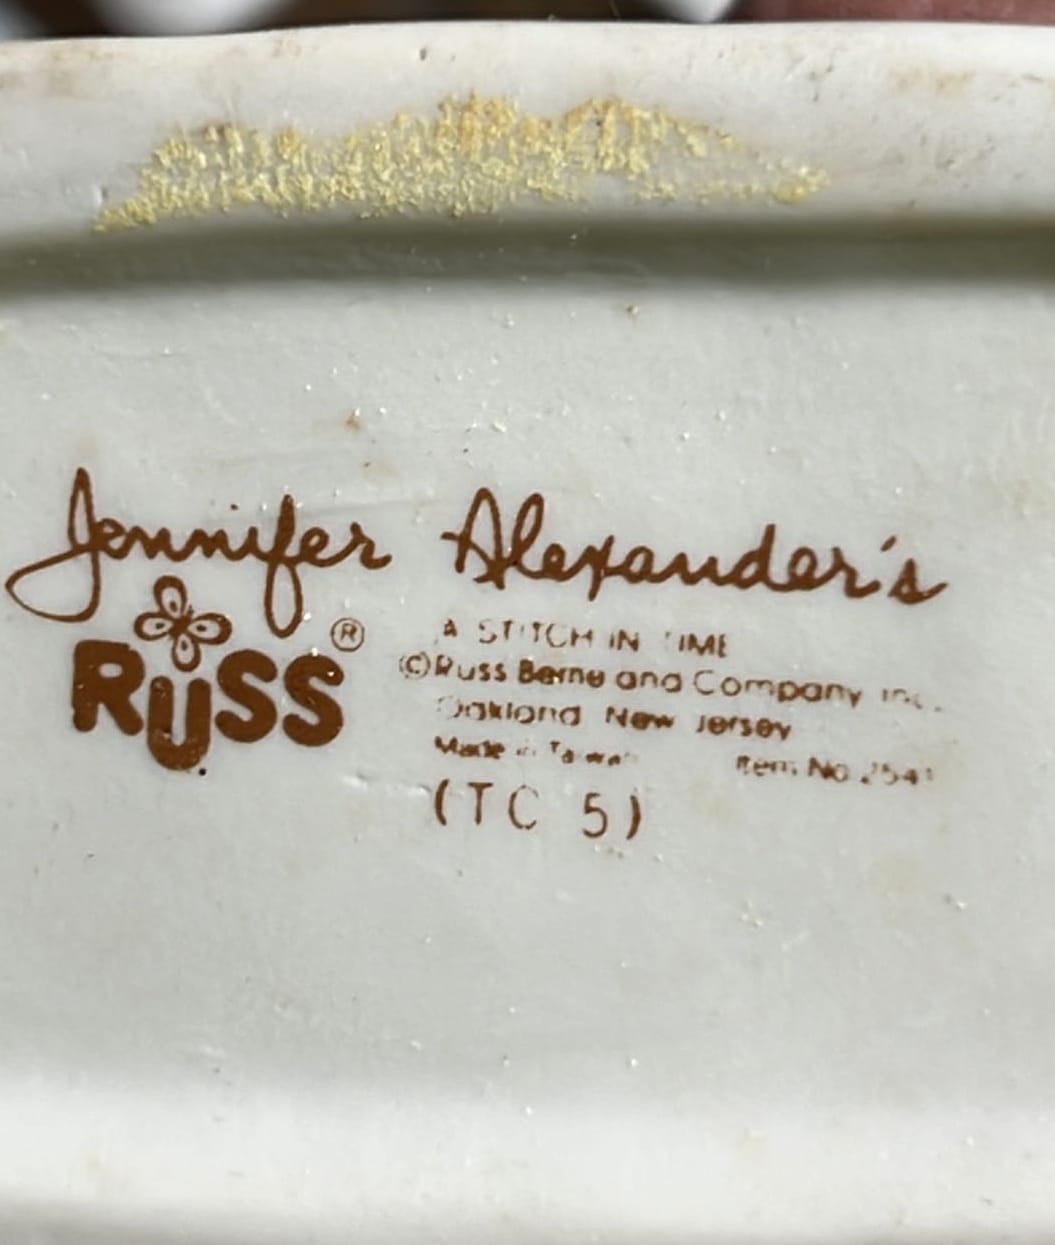 Jennifer Alexander's
RUSS ®
A STITCH IN TIME
© Russ Berrie and Company Inc.
Oakland New Jersey
Made in Taiwan Item No.
(TC 5)